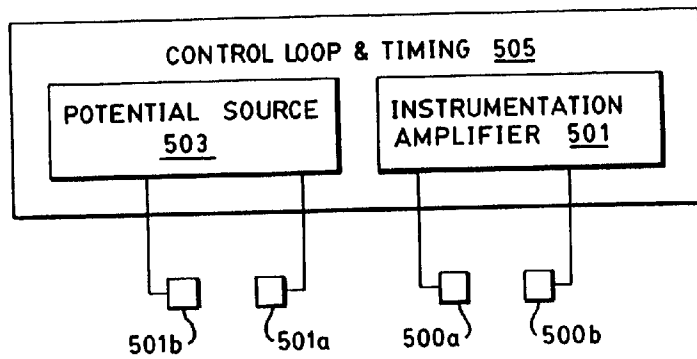 CONTROL LOOP & TIMING 505
POTENTIAL SOURCE
503
INSTRUMENTATION
AMPLIFIER 501
501b
501a
500a
500b